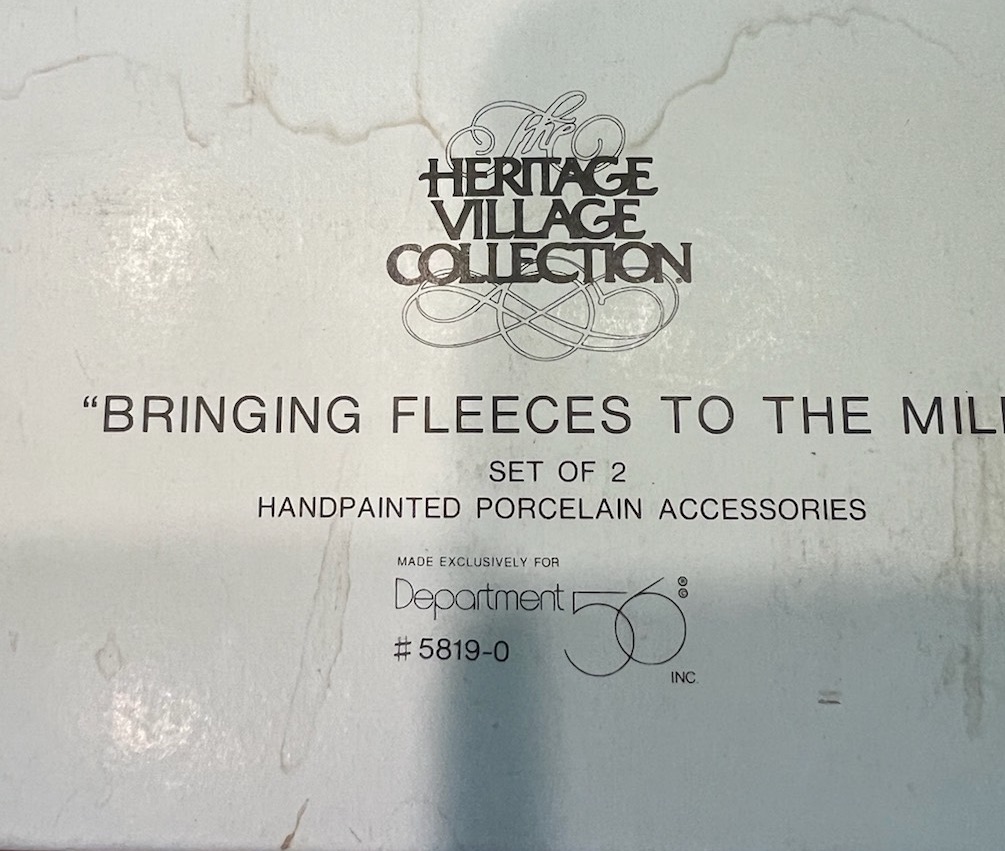 The
HERITAGE
VILLAGE
COLLECTION®
“BRINGING FLEECES TO THE MIL
SET OF 2
HANDPAINTED PORCELAIN ACCESSORIES
MADE EXCLUSIVELY FOR
Department 56 ® ©
# 5819-0
INC.